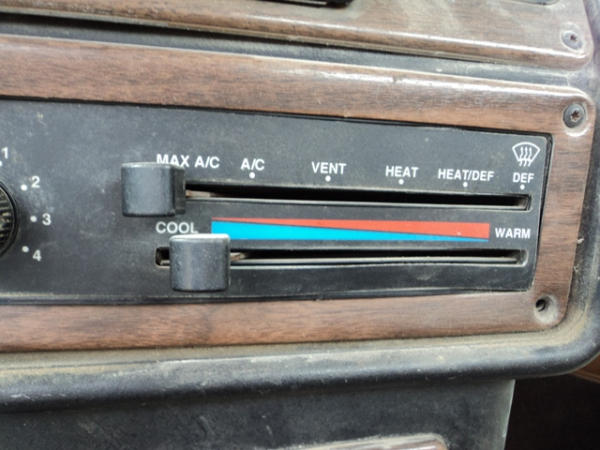 MAX A/C A/C VENT HEAT HEAT/DEF DEF
1
2
3
4
COOL WARM